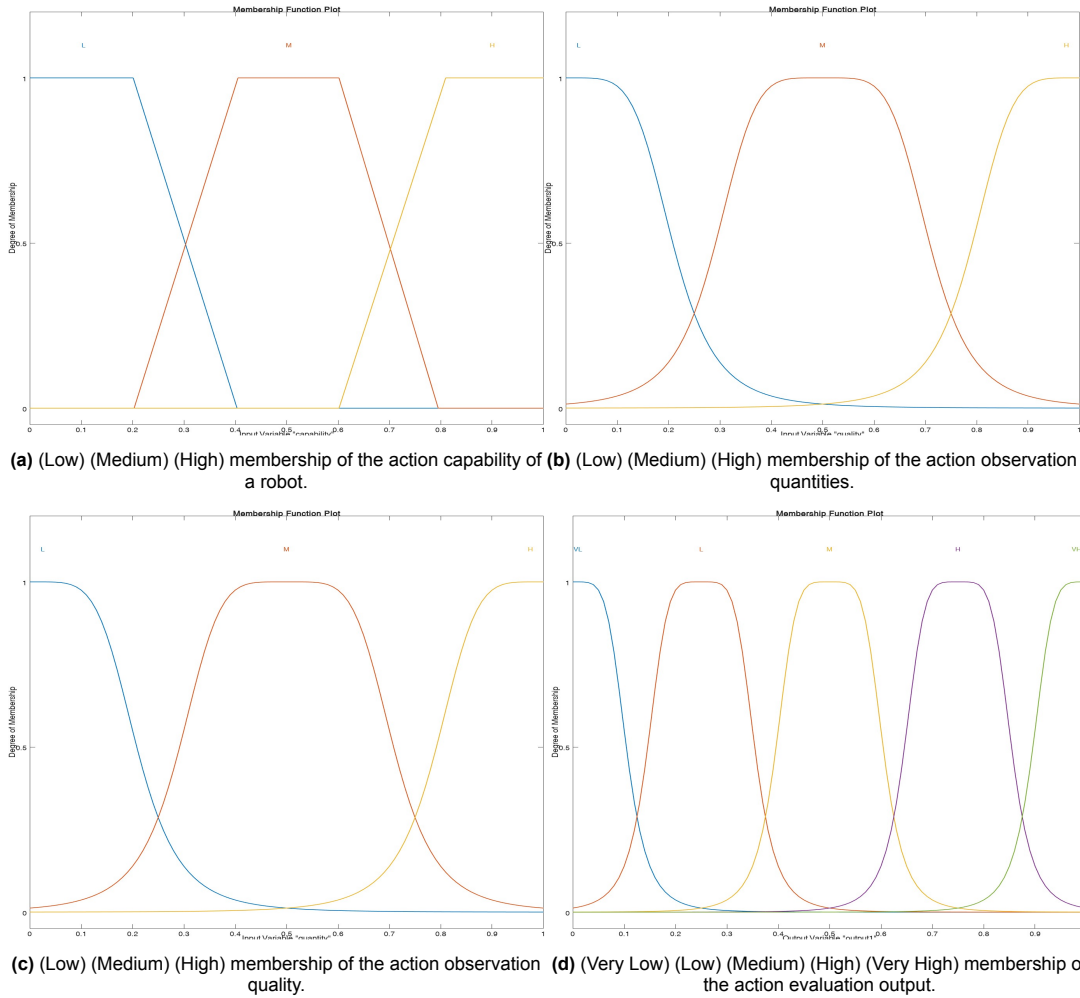 Membership Function Plot
L M H
1
0.5
0
Degree of Membership
0 0.1 0.2 0.3 0.4 0.5 0.6 0.7 0.8 0.9 1
Input Variable "capability"
(a) (Low) (Medium) (High) membership of the action capability of
a robot.
Membership Function Plot
L M H
1
0.5
0
Degree of Membership
0 0.1 0.2 0.3 0.4 0.5 0.6 0.7 0.8 0.9 1
Input Variable "quality"
(b) (Low) (Medium) (High) membership of the action observation
quantities.
Membership Function Plot
L M H
1
0.5
0
Degree of Membership
0 0.1 0.2 0.3 0.4 0.5 0.6 0.7 0.8 0.9 1
Input Variable "quantity"
(c) (Low) (Medium) (High) membership of the action observation
quality.
Membership Function Plot
VL L M H VH
1
0.5
0
Degree of Membership
0 0.1 0.2 0.3 0.4 0.5 0.6 0.7 0.8 0.9
Output Variable "output1"
(d) (Very Low) (Low) (Medium) (High) (Very High) membership of
the action evaluation output.